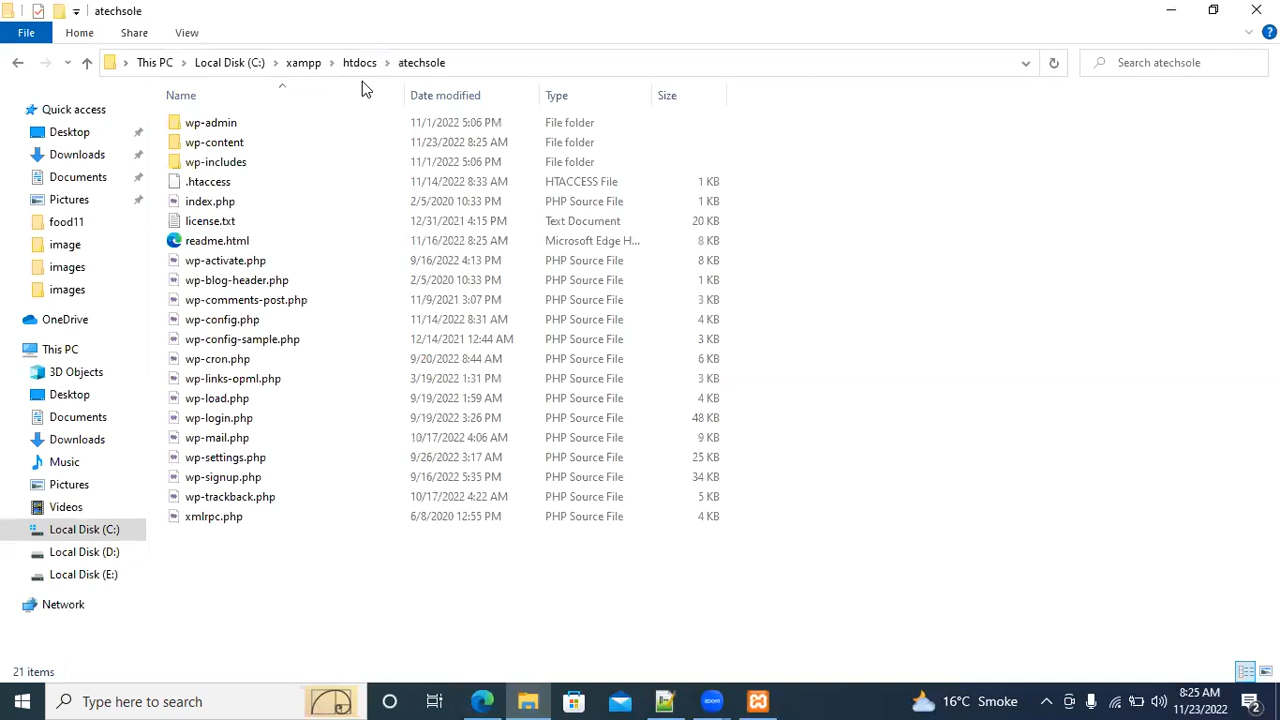 atechsole
File Home Share View
This PC Local Disk (C:) xampp htdocs atechsole Search atechsole
Name Date modified Type Size
Quick access
Desktop
Downloads
Documents
Pictures
food11
image
images
images
OneDrive
This PC
3D Objects
Desktop
Documents
Downloads
Music
Pictures
Videos
Local Disk (C:)
Local Disk (D:)
Local Disk (E:)
Network
wp-admin 11/1/2022 5:06 PM File folder
wp-content 11/23/2022 8:25 AM File folder
wp-includes 11/1/2022 5:06 PM File folder
.htaccess 11/14/2022 8:33 AM HTACCESS File 1 KB
index.php 2/5/2020 10:33 PM PHP Source File 1 KB
license.txt 12/31/2021 4:15 PM Text Document 20 KB
readme.html 11/16/2022 8:25 AM Microsoft Edge H... 8 KB
wp-activate.php 9/16/2022 4:13 PM PHP Source File 8 KB
wp-blog-header.php 2/5/2020 10:33 PM PHP Source File 1 KB
wp-comments-post.php 11/9/2021 3:07 PM PHP Source File 3 KB
wp-config.php 11/14/2022 8:31 AM PHP Source File 4 KB
wp-config-sample.php 12/14/2021 12:44 AM PHP Source File 3 KB
wp-cron.php 9/20/2022 8:44 AM PHP Source File 6 KB
wp-links-opml.php 3/19/2022 1:31 PM PHP Source File 3 KB
wp-load.php 9/19/2022 1:59 AM PHP Source File 4 KB
wp-login.php 9/19/2022 3:26 PM PHP Source File 48 KB
wp-mail.php 10/17/2022 4:06 AM PHP Source File 9 KB
wp-settings.php 9/26/2022 3:17 AM PHP Source File 25 KB
wp-signup.php 9/16/2022 5:35 PM PHP Source File 34 KB
wp-trackback.php 10/17/2022 4:22 AM PHP Source File 5 KB
xmlrpc.php 6/8/2020 12:55 PM PHP Source File 4 KB
21 items
Type here to search
zoom
16°C Smoke
8:25 AM
11/23/2022
2